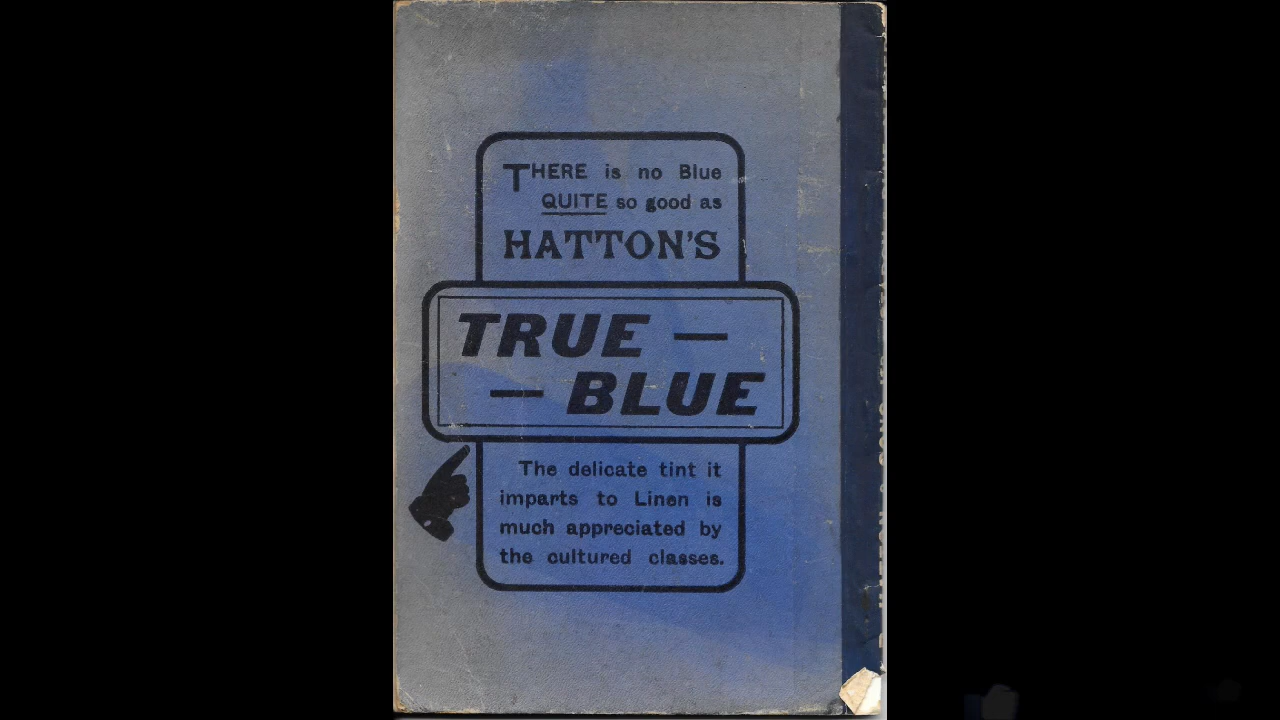 THERE is no Blue
QUITE so good as
HATTON'S
TRUE —
— BLUE
The delicate tint it
imparts to Linen is
much appreciated by
the cultured classes.